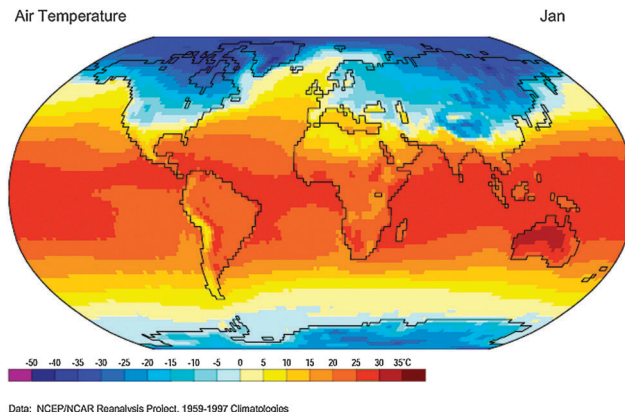 Air Temperature Jan
-50 -40 -35 -30 -25 -20 -15 -10 -5 0 5 10 15 20 25 30 35°C
Data: NCEP/NCAR Reanalysis Project, 1959-1997 Climatologies